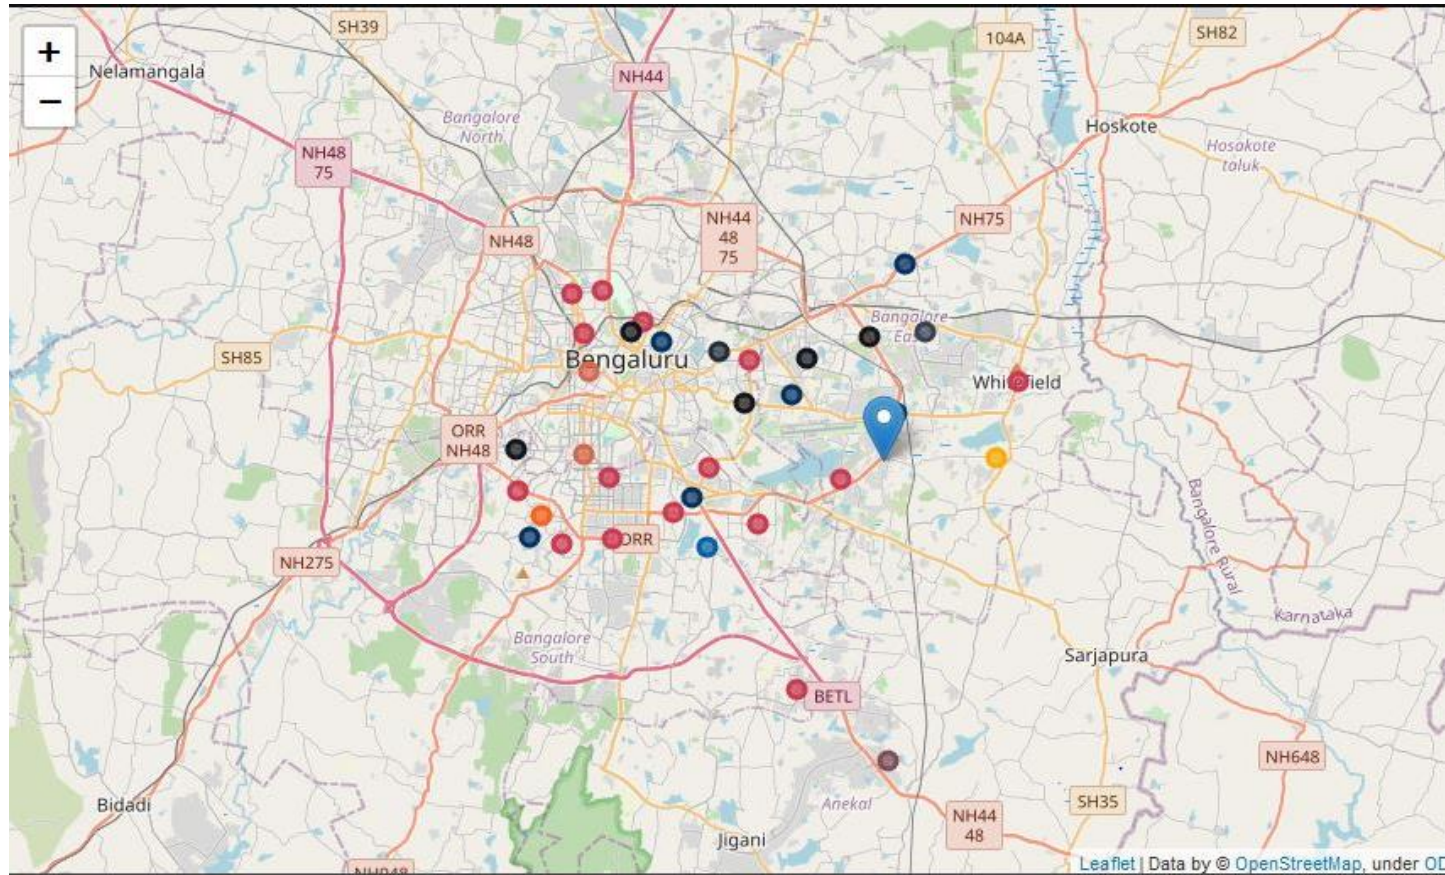 +
−
SH39
104A
SH82
Nelamangala
NH44
Bangalore
North
Hoskote
NH48
75
Hosakote
taluk
NH44
48
75
NH75
NH48
Bangalore
East
SH85
Bengaluru
Whitefield
ORR
NH48
ORR
NH275
Bangalore Rural
Karnataka
Bangalore
South
Sarjapura
BETL
NH648
Bidadi
Anekal
SH35
NH44
48
Jigani
NH948
Leaflet | Data by © OpenStreetMap, under OD